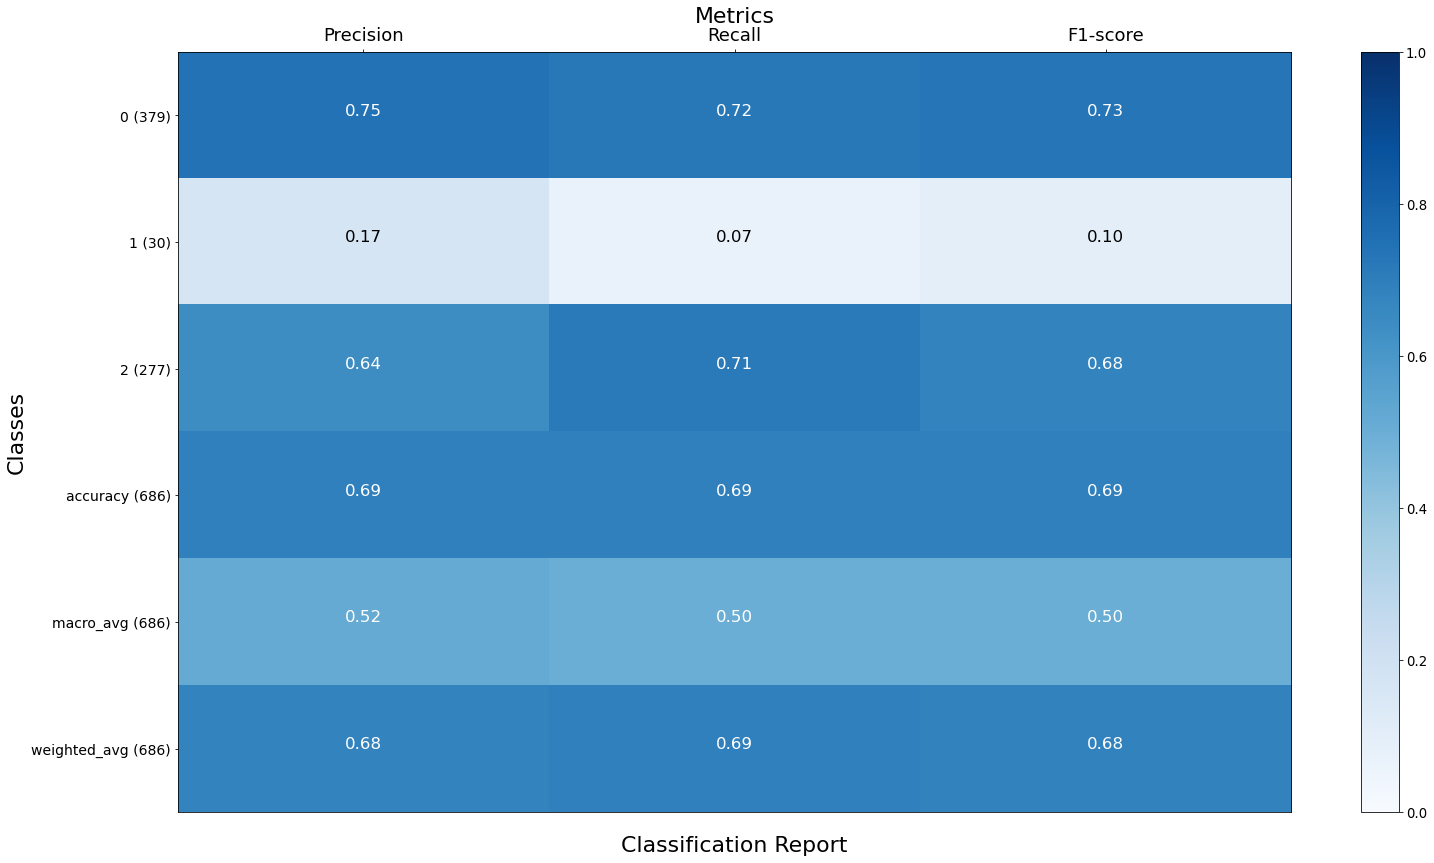 Metrics
Precision Recall F1-score
0 (379) 0.75 0.72 0.73
1 (30) 0.17 0.07 0.10
2 (277) 0.64 0.71 0.68
accuracy (686) 0.69 0.69 0.69
macro_avg (686) 0.52 0.50 0.50
weighted_avg (686) 0.68 0.69 0.68
Classes
Classification Report
1.0
0.8
0.6
0.4
0.2
0.0